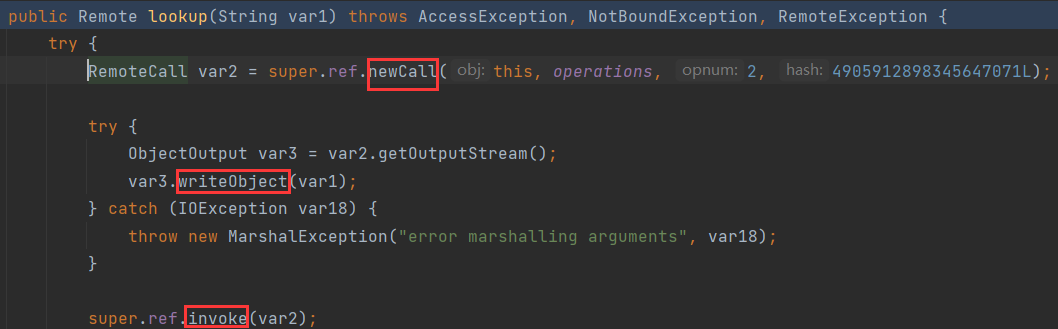 public Remote lookup(String var1) throws AccessException, NotBoundException, RemoteException {
try {
RemoteCall var2 = super.ref.newCall( obj: this, operations, opnum: 2, hash: 4905912898345647071L);
try {
ObjectOutput var3 = var2.getOutputStream();
var3.writeObject(var1);
} catch (IOException var18) {
throw new MarshalException("error marshalling arguments", var18);
}
super.ref.invoke(var2);